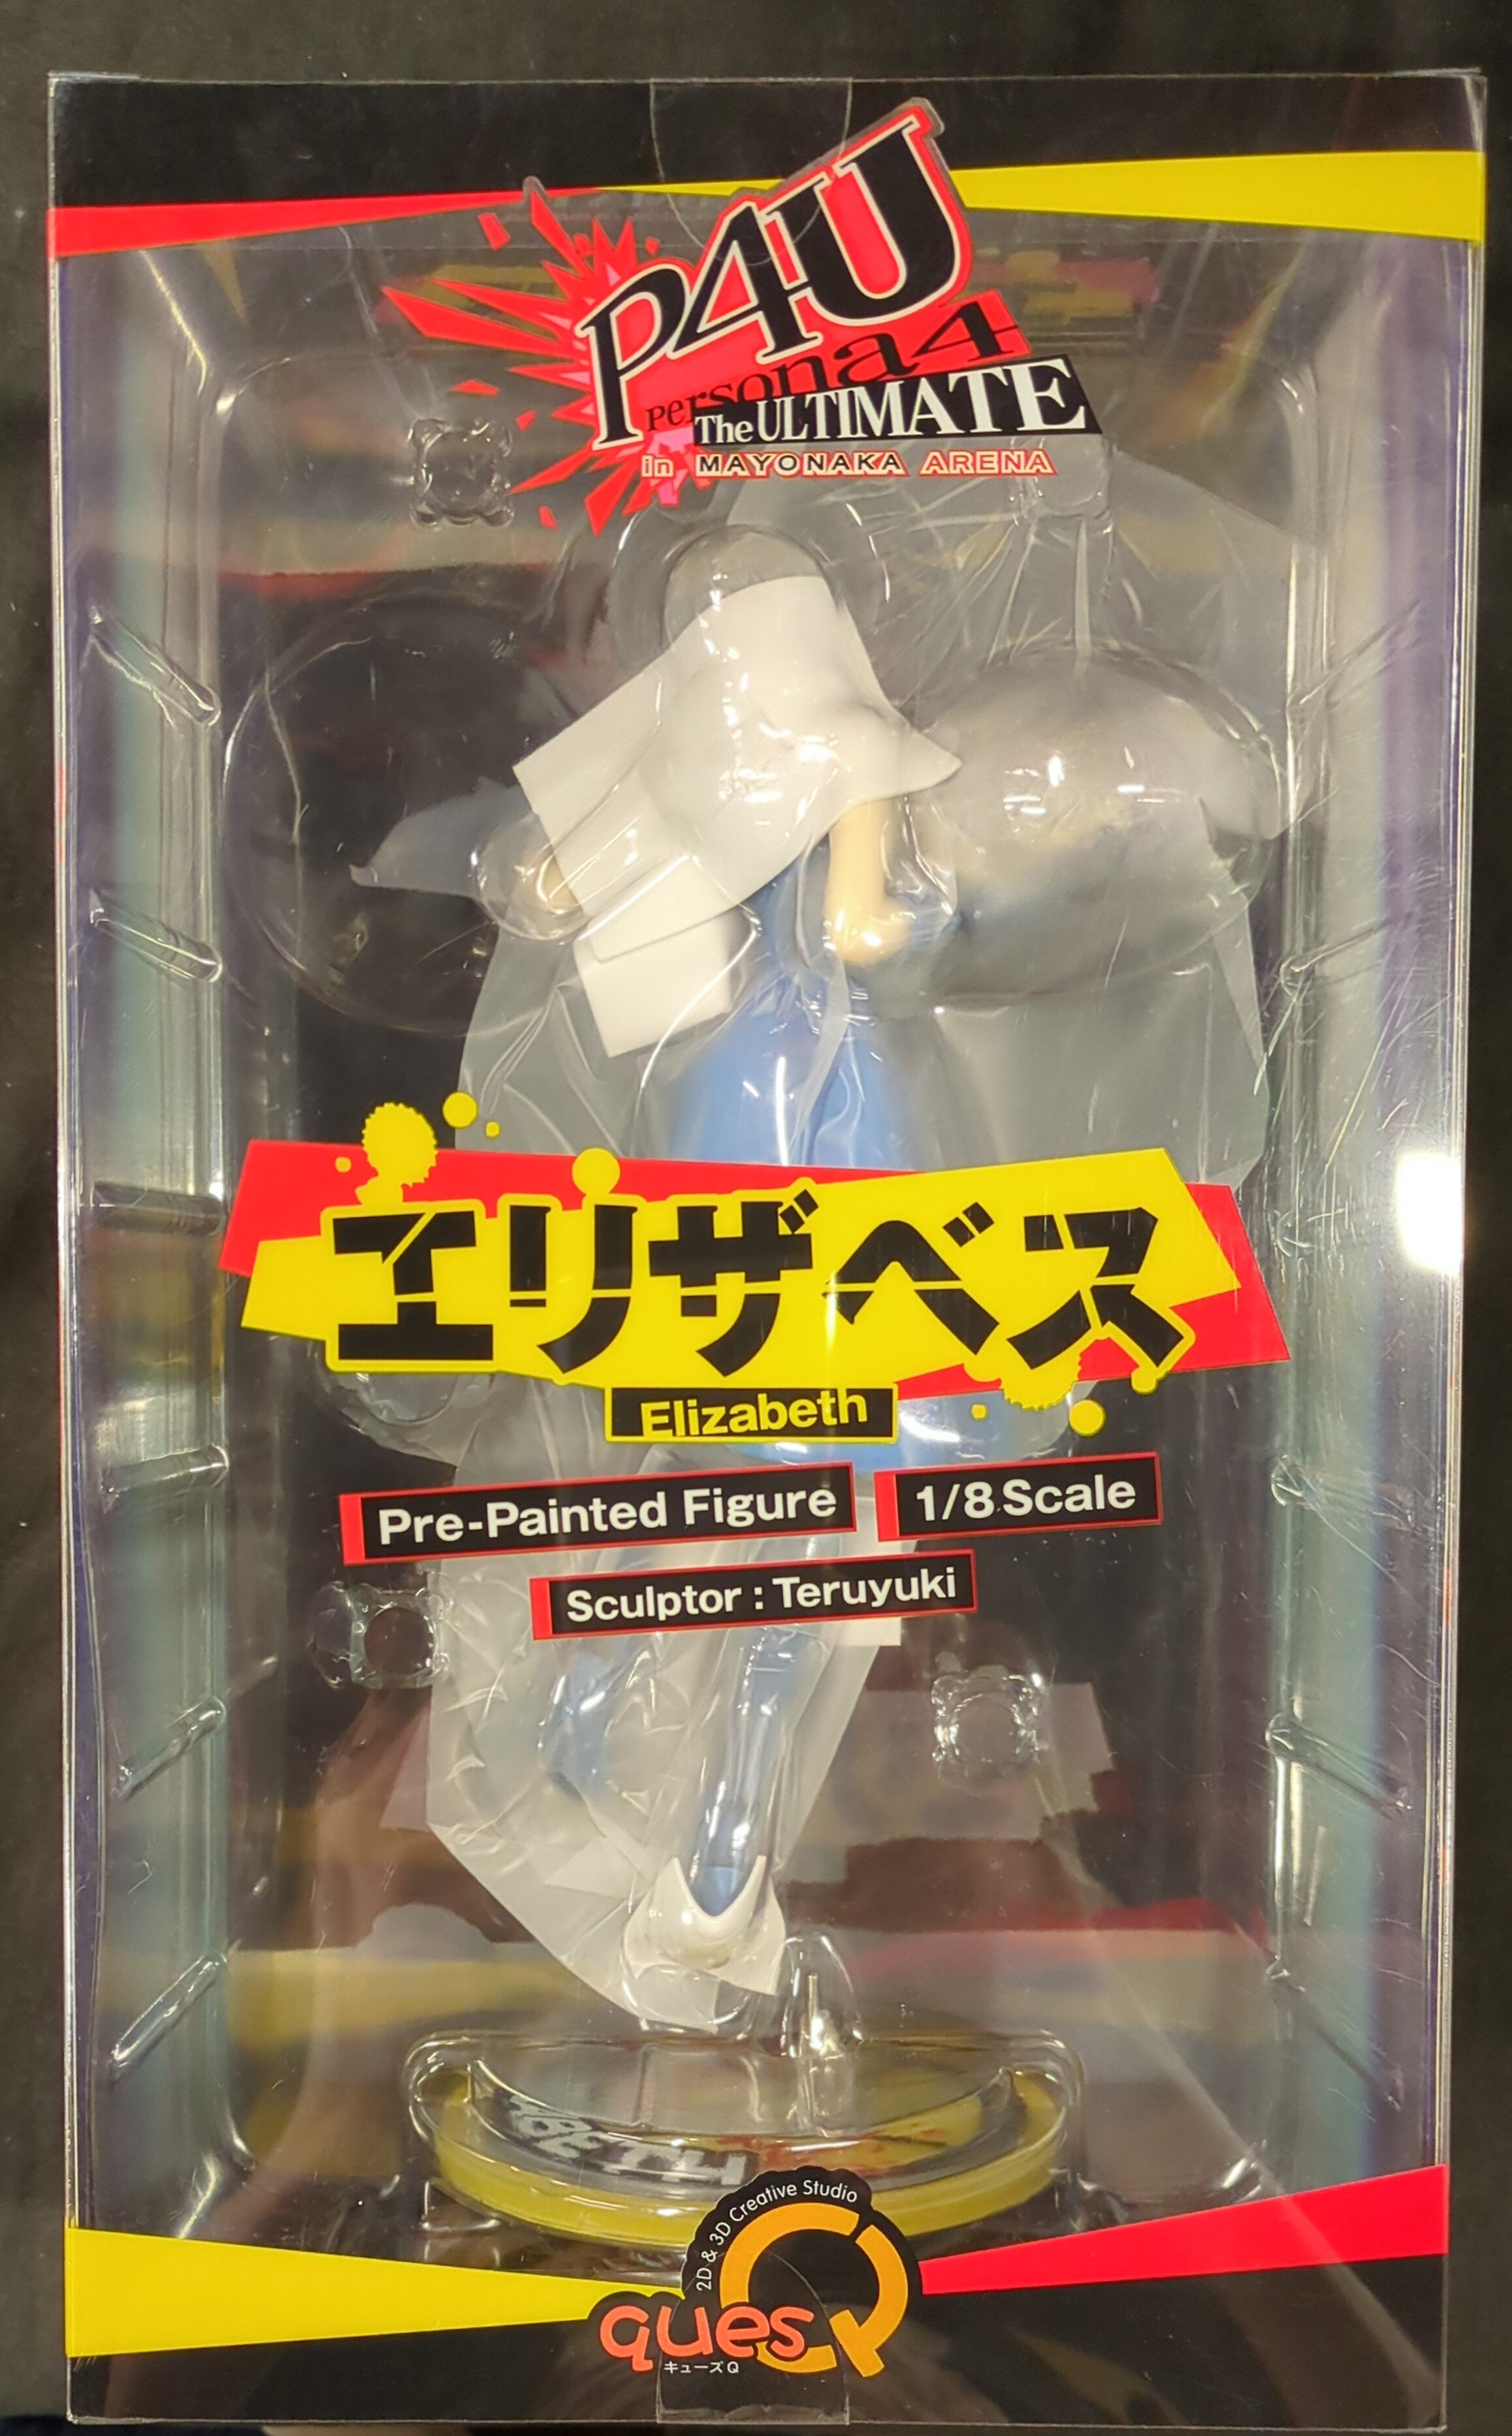 P4U
Persona4
The ULTIMATE
in MAYONAKA ARENA
エリザベス
Elizabeth
Pre-Painted Figure
1/8 Scale
Sculptor : Teruyuki
BETH
2D & 3D Creative Studio
quesQ
キューズQ